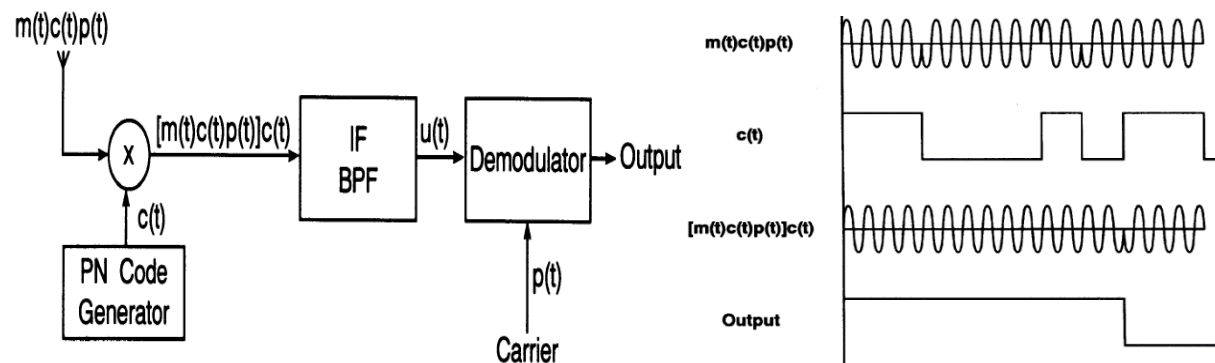 m(t)c(t)p(t)
X
[m(t)c(t)p(t)]c(t)
c(t)
PN Code
Generator
IF
BPF
u(t)
Demodulator
Output
p(t)
Carrier
m(t)c(t)p(t)
c(t)
[m(t)c(t)p(t)]c(t)
Output